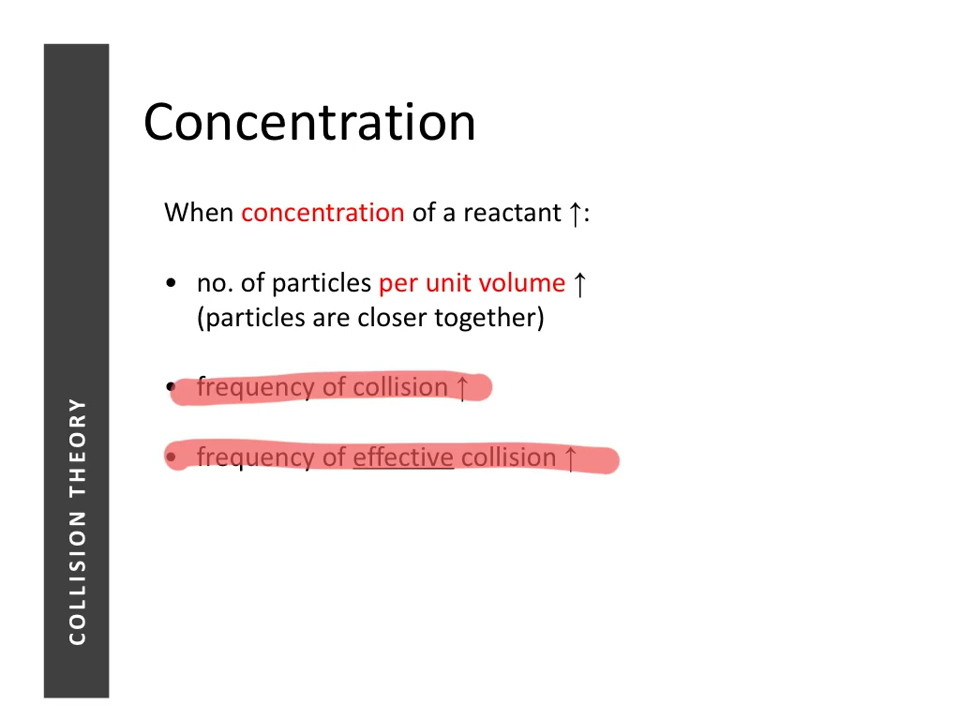 Concentration
When concentration of a reactant ↑:
• no. of particles per unit volume ↑
(particles are closer together)
• frequency of collision ↑
• frequency of effective collision ↑
COLLISION THEORY